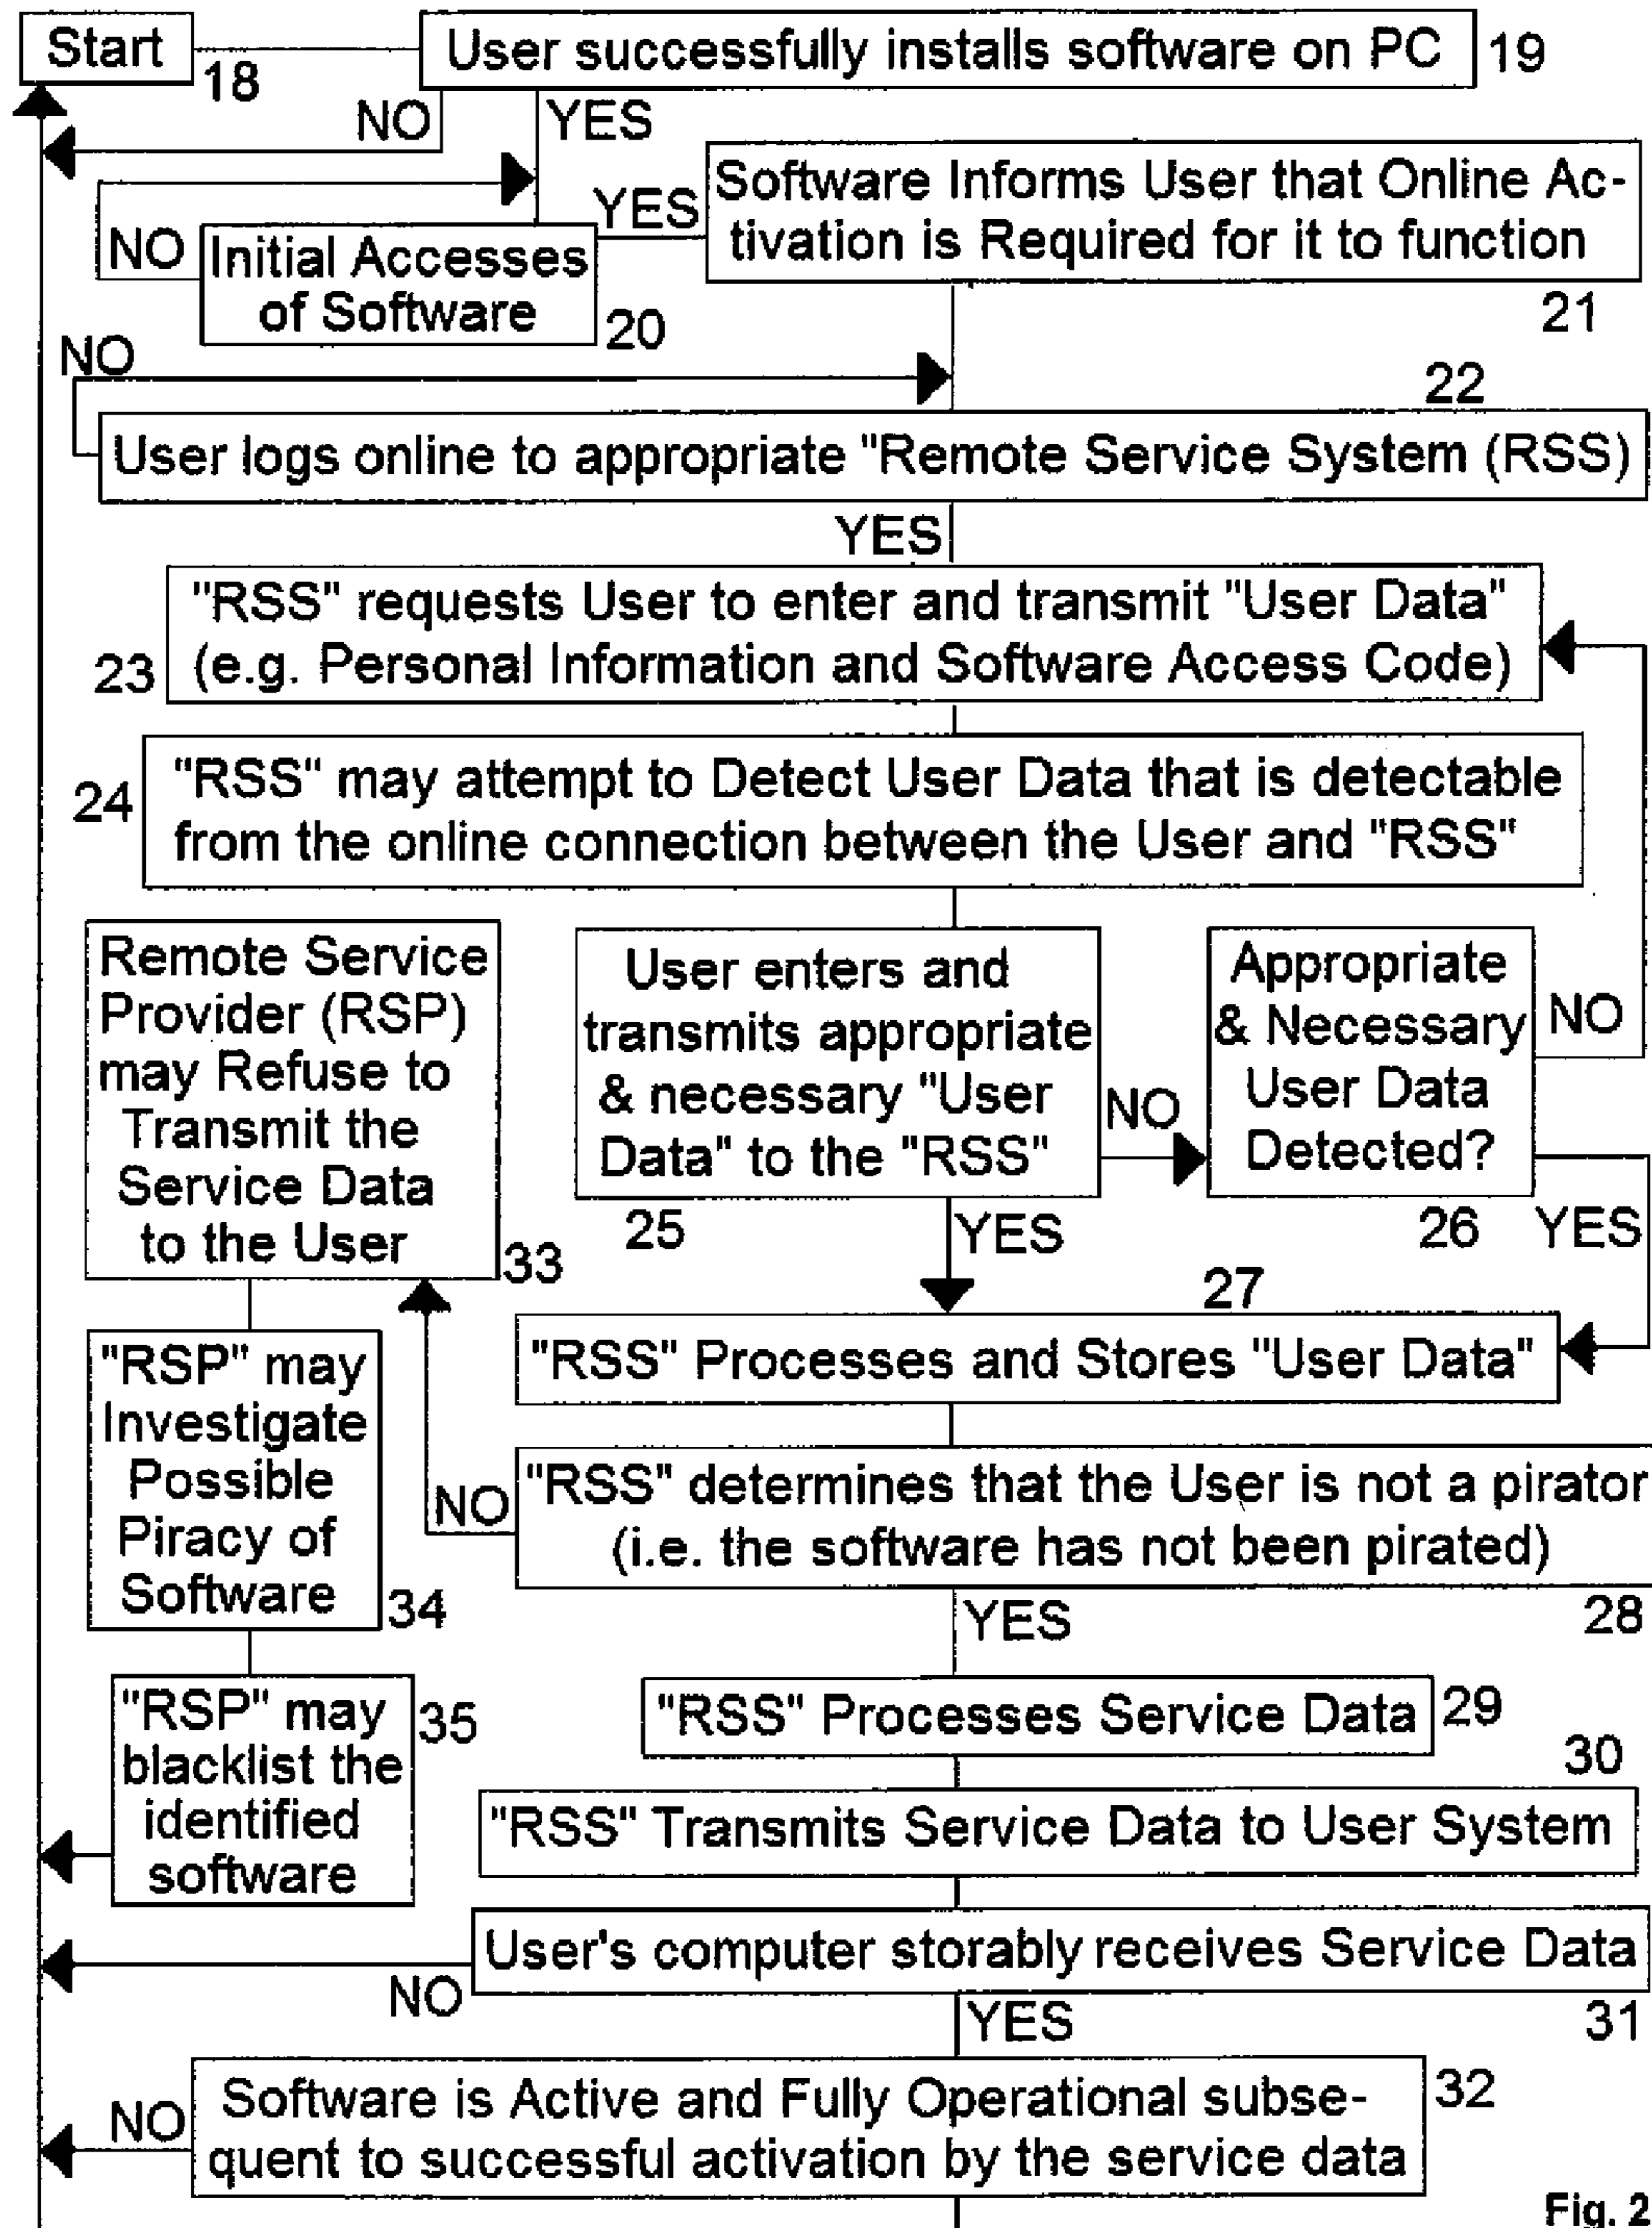 Start
18
User successfully installs software on PC
19
NO
YES
Software Informs User that Online Ac-
tivation is Required for it to function
21
YES
NO
Initial Accesses
of Software
20
NO
22
User logs online to appropriate "Remote Service System (RSS)
YES
"RSS" requests User to enter and transmit "User Data"
(e.g. Personal Information and Software Access Code)
23
24
"RSS" may attempt to Detect User Data that is detectable
from the online connection between the User and "RSS"
Remote Service
Provider (RSP)
may Refuse to
Transmit the
Service Data
to the User
33
User enters and
transmits appropriate
& necessary "User
Data" to the "RSS"
25
NO
YES
Appropriate
& Necessary
User Data
Detected?
26
NO
YES
27
"RSS" Processes and Stores "User Data"
"RSP" may
Investigate
Possible
Piracy of
Software
34
NO
"RSS" determines that the User is not a pirator
(i.e. the software has not been pirated)
28
YES
"RSP" may
blacklist the
identified
software
35
"RSS" Processes Service Data
29
30
"RSS" Transmits Service Data to User System
User's computer storably receives Service Data
NO
YES
31
NO
Software is Active and Fully Operational subse-
quent to successful activation by the service data
32
Fig. 2